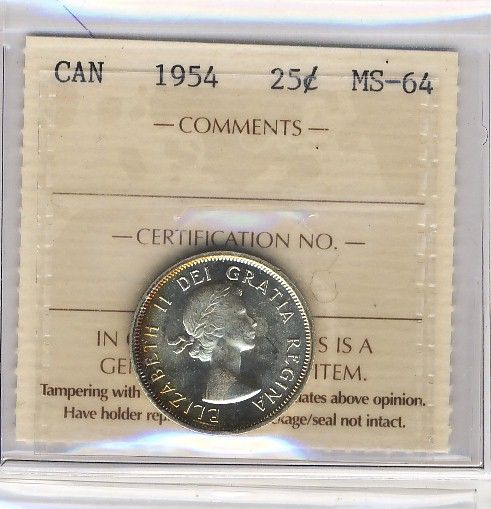 CAN 1954 25¢ MS-64
— COMMENTS —
— CERTIFICATION NO. —
ELIZABETH II DEI GRATIA REGINA
IN S IS A
GE ITEM.
Tampering with ates above opinion.
Have holder rep kage/seal not intact.